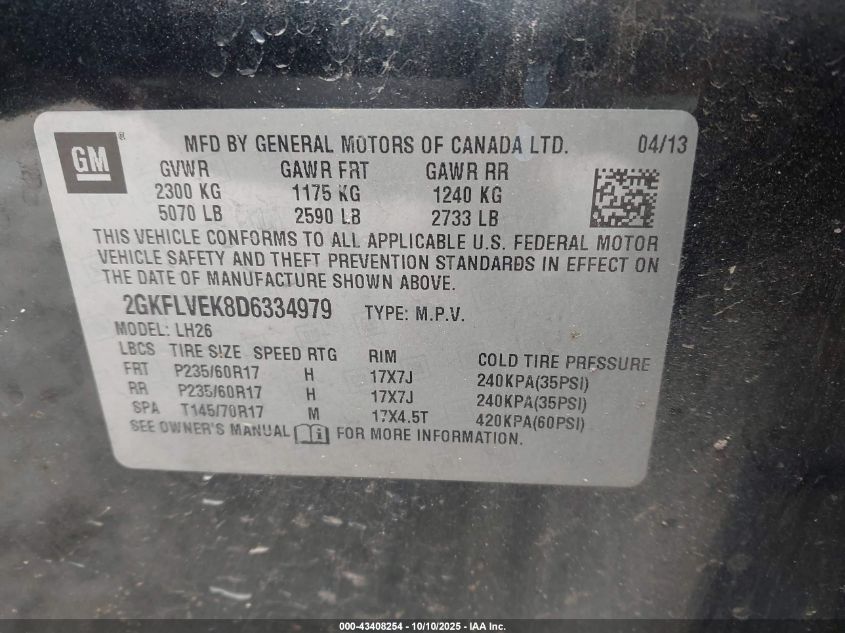 GM®
MFD BY GENERAL MOTORS OF CANADA LTD. 04/13
GVWR GAWR FRT GAWR RR
2300 KG 1175 KG 1240 KG
5070 LB 2590 LB 2733 LB
THIS VEHICLE CONFORMS TO ALL APPLICABLE U.S. FEDERAL MOTOR
VEHICLE SAFETY AND THEFT PREVENTION STANDARDS IN EFFECT ON
THE DATE OF MANUFACTURE SHOWN ABOVE.
2GKFLVEK8D6334979 TYPE: M.P.V.
MODEL: LH26
LBCS TIRE SIZE SPEED RTG RIM COLD TIRE PRESSURE
FRT P235/60R17 H 17X7J 240KPA(35PSI)
RR P235/60R17 H 17X7J 240KPA(35PSI)
SPA T145/70R17 M 17X4.5T 420KPA(60PSI)
SEE OWNER'S MANUAL FOR MORE INFORMATION.
000-43408254 - 10/10/2025 - IAA Inc.